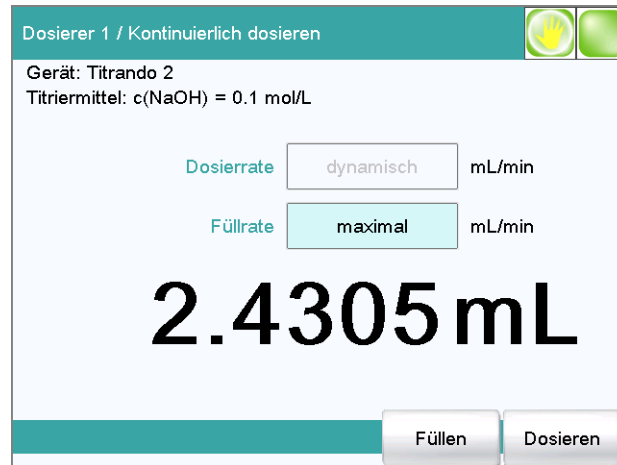 Dosierer 1 / Kontinuierlich dosieren
Gerät: Titrando 2
Titriermittel: c(NaOH) = 0.1 mol/L
Dosierrate dynamisch mL/min
Füllrate maximal mL/min
2.4305 mL
Füllen Dosieren